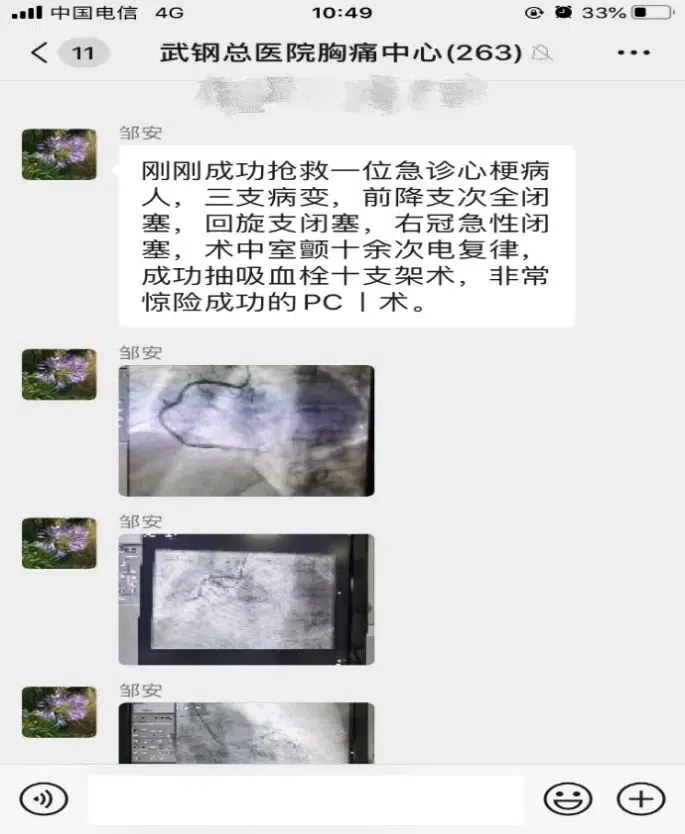 中国电信 4G 10:49 33%
11 武钢总医院胸痛中心(263)
邹安
刚刚成功抢救一位急诊心梗病
人，三支病变，前降支次全闭
塞，回旋支闭塞，右冠急性闭
塞，术中室颤十余次电复律，
成功抽吸血栓十支架术，非常
惊险成功的PC丨术。
邹安
邹安
邹安